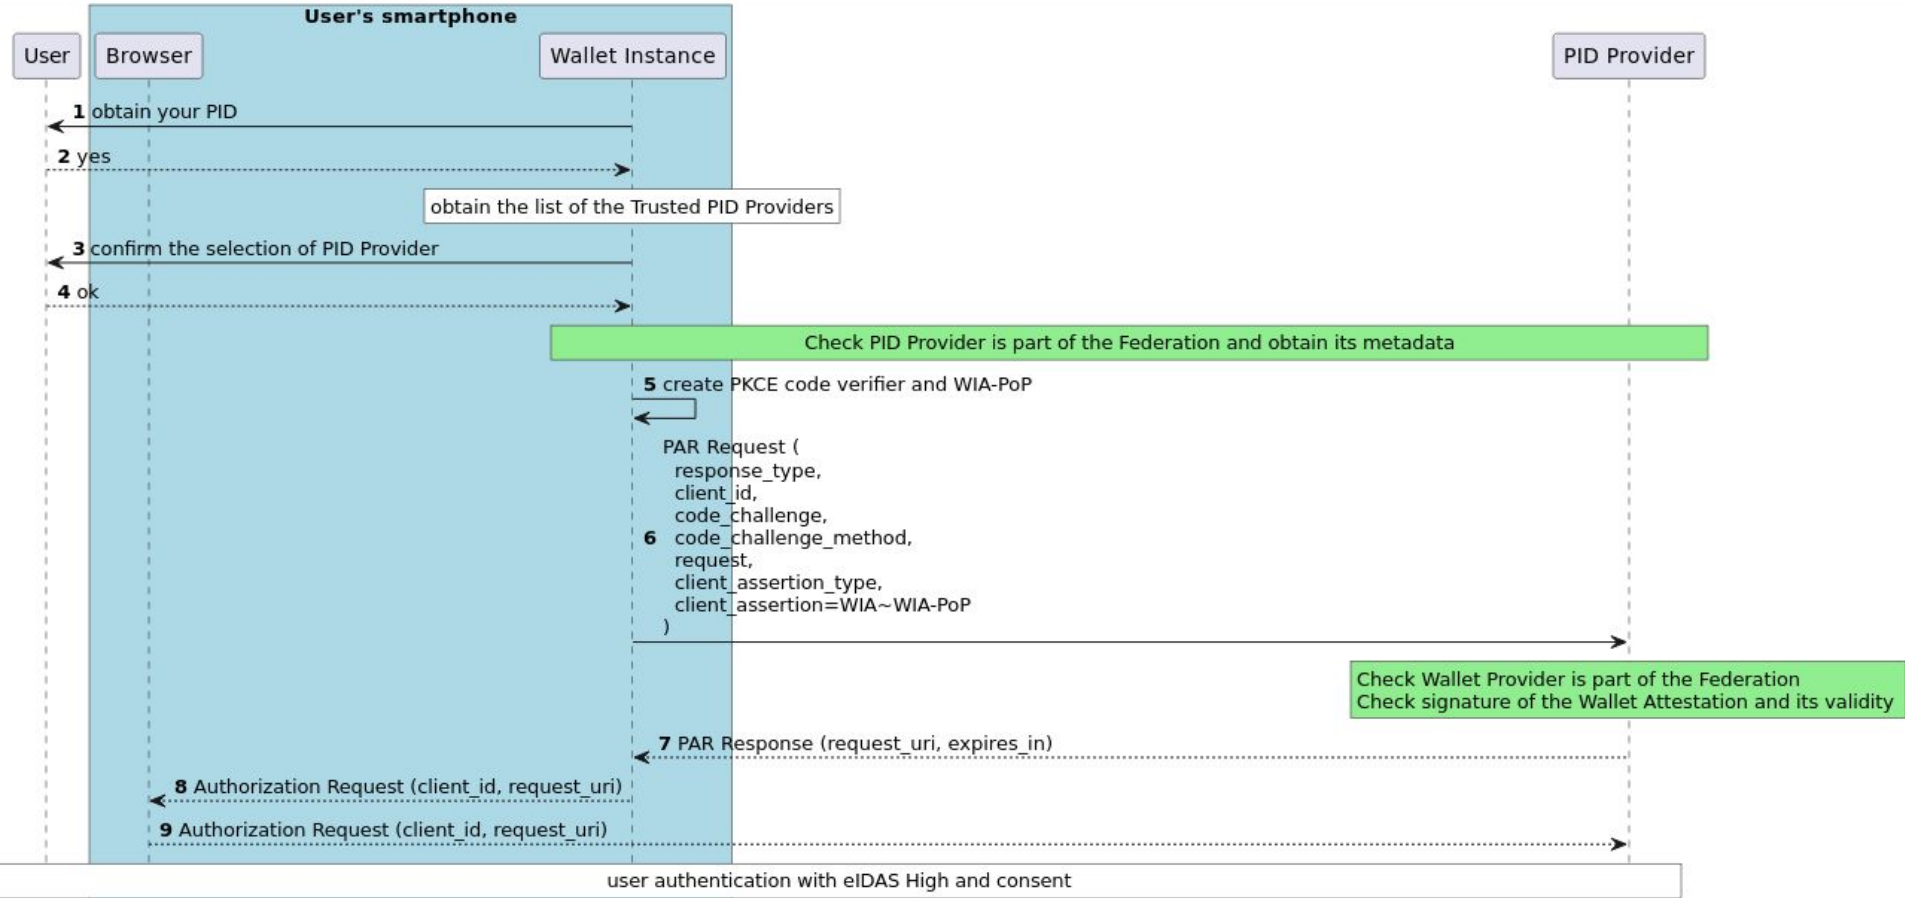 User's smartphone
User
Browser
Wallet Instance
PID Provider
1 obtain your PID
2 yes
obtain the list of the Trusted PID Providers
3 confirm the selection of PID Provider
4 ok
Check PID Provider is part of the Federation and obtain its metadata
5 create PKCE code verifier and WIA-PoP
PAR Request (
response_type,
client_id,
code_challenge,
6 code_challenge_method,
request,
client_assertion_type,
client_assertion=WIA~WIA-PoP
)
Check Wallet Provider is part of the Federation
Check signature of the Wallet Attestation and its validity
7 PAR Response (request_uri, expires_in)
8 Authorization Request (client_id, request_uri)
9 Authorization Request (client_id, request_uri)
user authentication with eIDAS High and consent